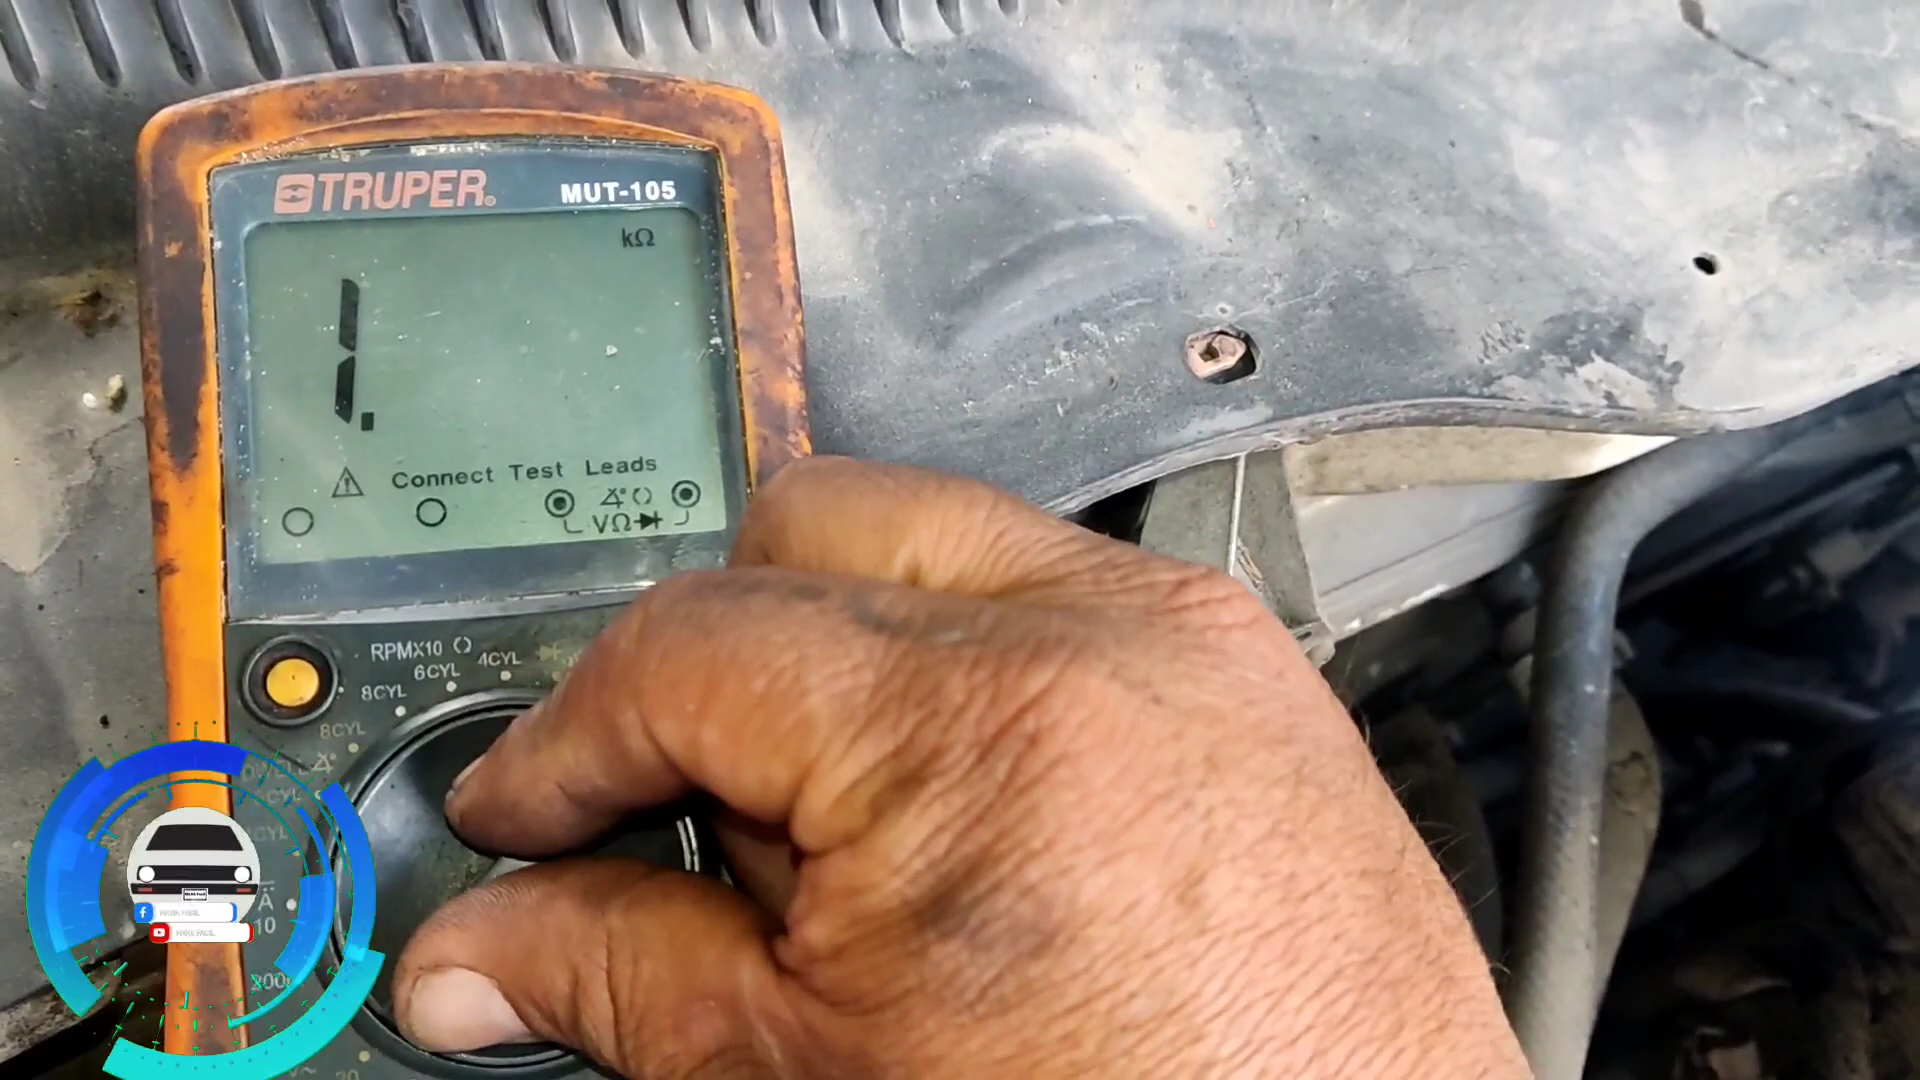 TRUPER®
MUT-105
kΩ
1.
Connect Test Leads
VΩ
RPMX10
8CYL
6CYL
4CYL
8CYL
A
10